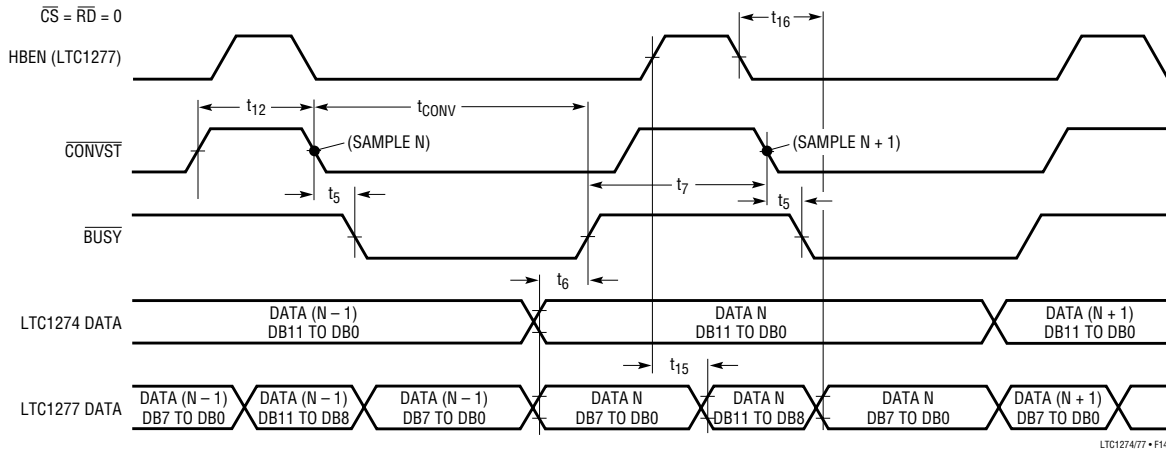 CS = RD = 0
t16
HBEN (LTC1277)
t12
tCONV
CONVST
(SAMPLE N)
(SAMPLE N + 1)
t5
t7
t5
BUSY
t6
LTC1274 DATA
DATA (N – 1)
DB11 TO DB0
DATA N
DB11 TO DB0
DATA (N + 1)
DB11 TO DB0
t15
LTC1277 DATA
DATA (N – 1)
DB7 TO DB0
DATA (N – 1)
DB11 TO DB8
DATA (N – 1)
DB7 TO DB0
DATA N
DB7 TO DB0
DATA N
DB11 TO DB8
DATA N
DB7 TO DB0
DATA (N + 1)
DB7 TO DB0
LTC1274/77 • F14